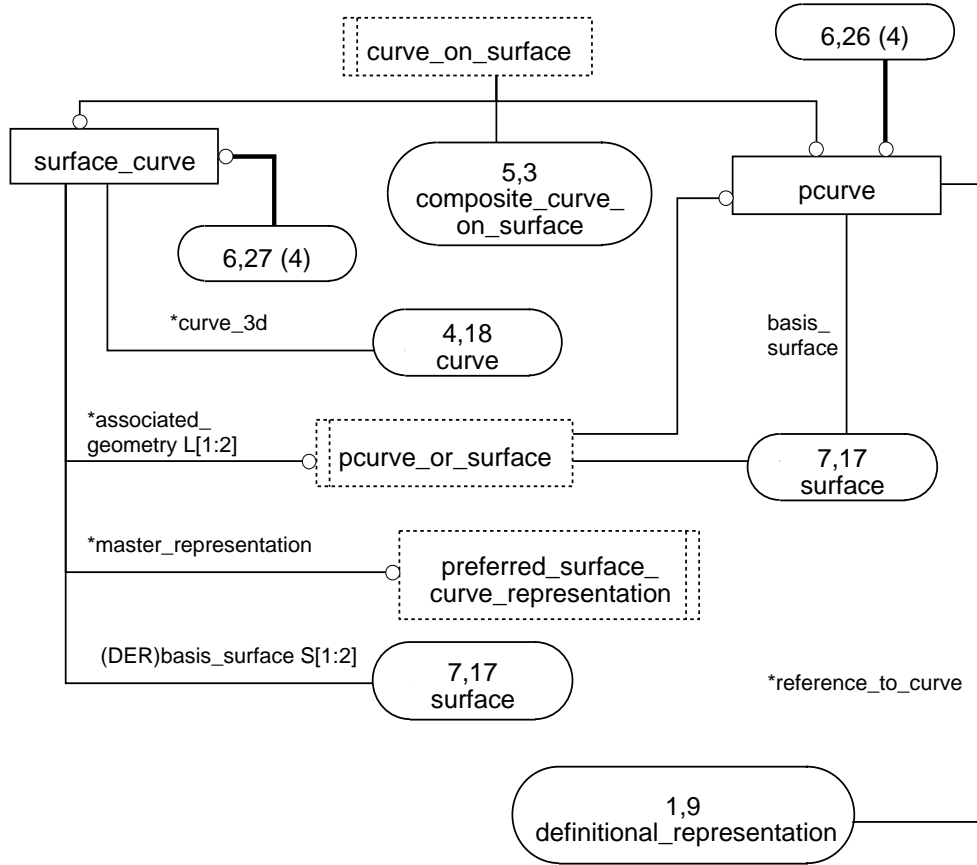 6,26 (4)
curve_on_surface
surface_curve
5,3
composite_curve_
on_surface
pcurve
6,27 (4)
*curve_3d
4,18
curve
basis_
surface
*associated_
geometry L[1:2]
pcurve_or_surface
7,17
surface
*master_representation
preferred_surface_
curve_representation
(DER)basis_surface S[1:2]
7,17
surface
*reference_to_curve
1,9
definitional_representation